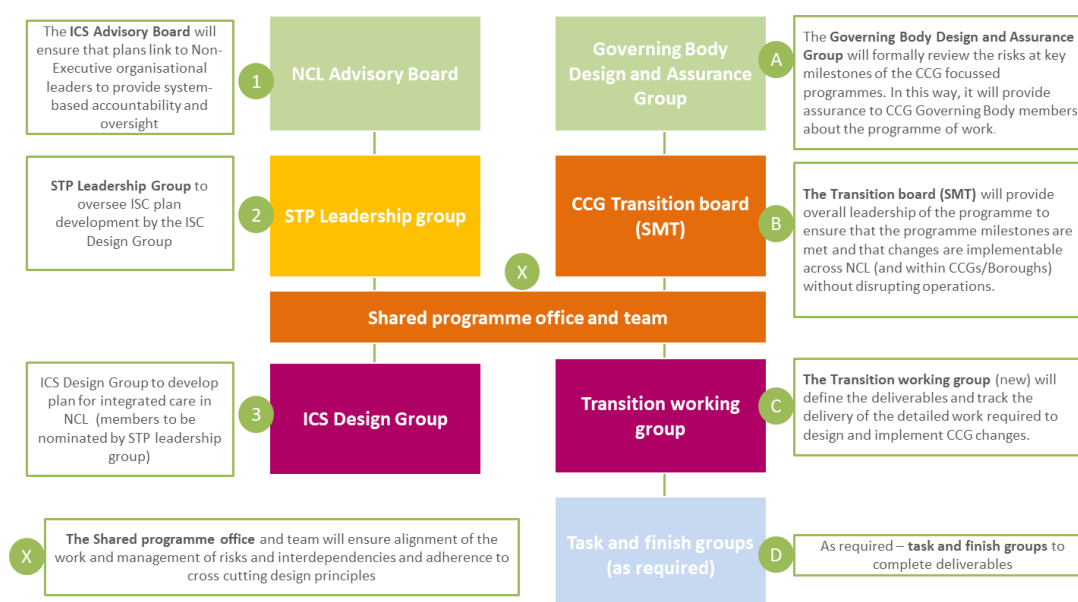 The ICS Advisory Board will
ensure that plans link to Non-
Executive organisational
leaders to provide system-
based accountability and
oversight
1
NCL Advisory Board
Governing Body
Design and Assurance
Group
A
The Governing Body Design and Assurance
Group will formally review the risks at key
milestones of the CCG focussed
programmes. In this way, it will provide
assurance to CCG Governing Body members
about the programme of work.
STP Leadership Group to
oversee ISC plan
development by the ISC
Design Group
2
STP Leadership group
CCG Transition board
(SMT)
B
The Transition board (SMT) will provide
overall leadership of the programme to
ensure that the programme milestones are
met and that changes are implementable
across NCL (and within CCGs/Boroughs)
without disrupting operations.
X
Shared programme office and team
ICS Design Group to develop
plan for integrated care in
NCL (members to be
nominated by STP leadership
group)
3
ICS Design Group
Transition working
group
C
The Transition working group (new) will
define the deliverables and track the
delivery of the detailed work required to
design and implement CCG changes.
X
The Shared programme office and team will ensure alignment of the
work and management of risks and interdependencies and adherence to
cross cutting design principles
Task and finish groups
(as required)
D
As required – task and finish groups to
complete deliverables